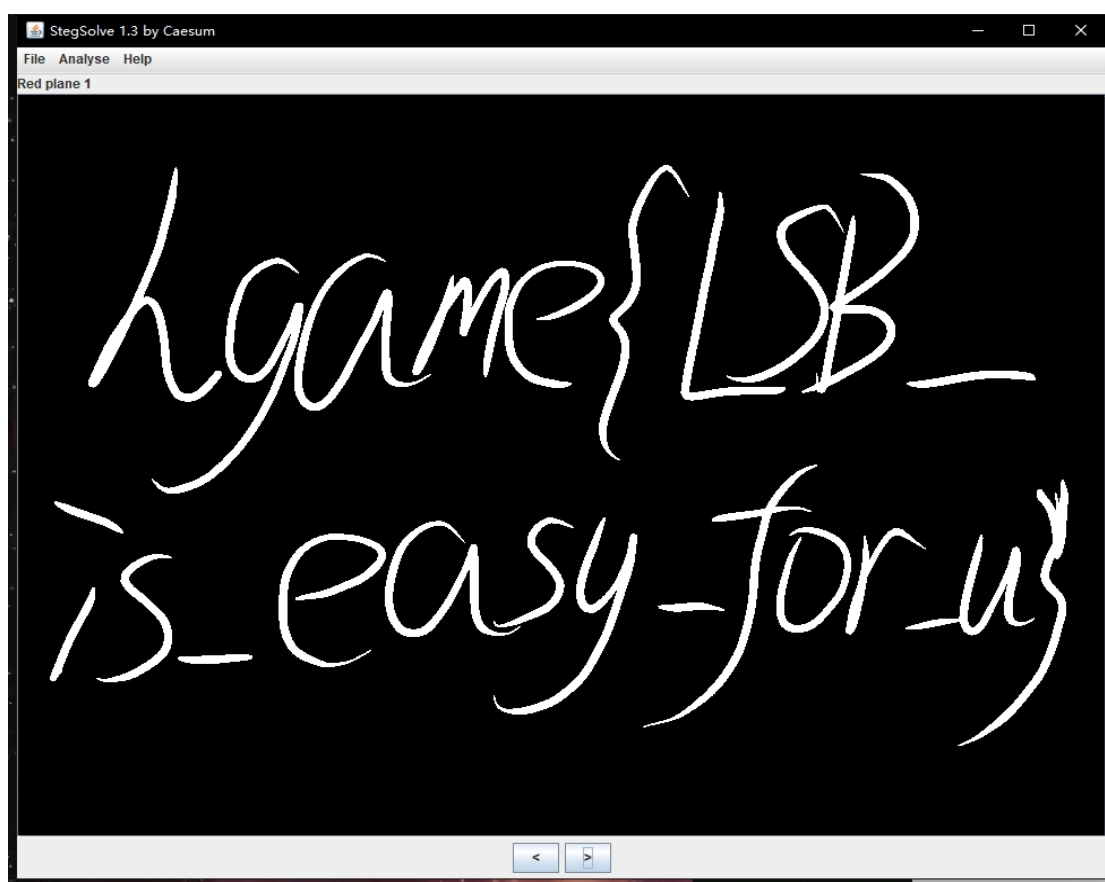 StegSolve 1.3 by Caesum
File Analyse Help
Red plane 1
hgame{LSB_
is_easy_for_u}
< >